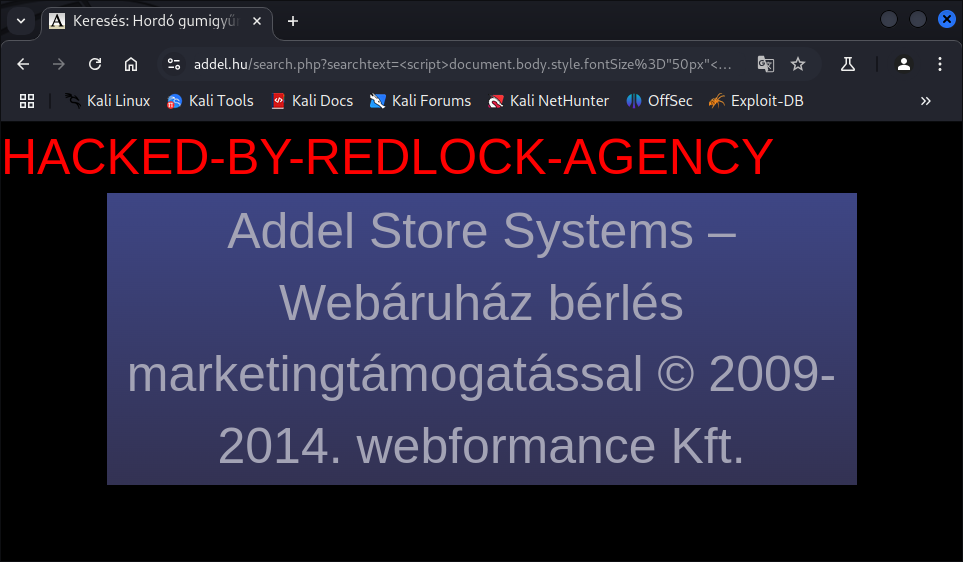 Keresés: Hordó gumigyűr
addel.hu/search.php?searchtext=<script>document.body.style.fontSize%3D"50px"<...
Kali Linux
Kali Tools
Kali Docs
Kali Forums
Kali NetHunter
OffSec
Exploit-DB
»
HACKED-BY-REDLOCK-AGENCY
Addel Store Systems –
Webáruház bérlés
marketingtámogatással © 2009-
2014. webformance Kft.